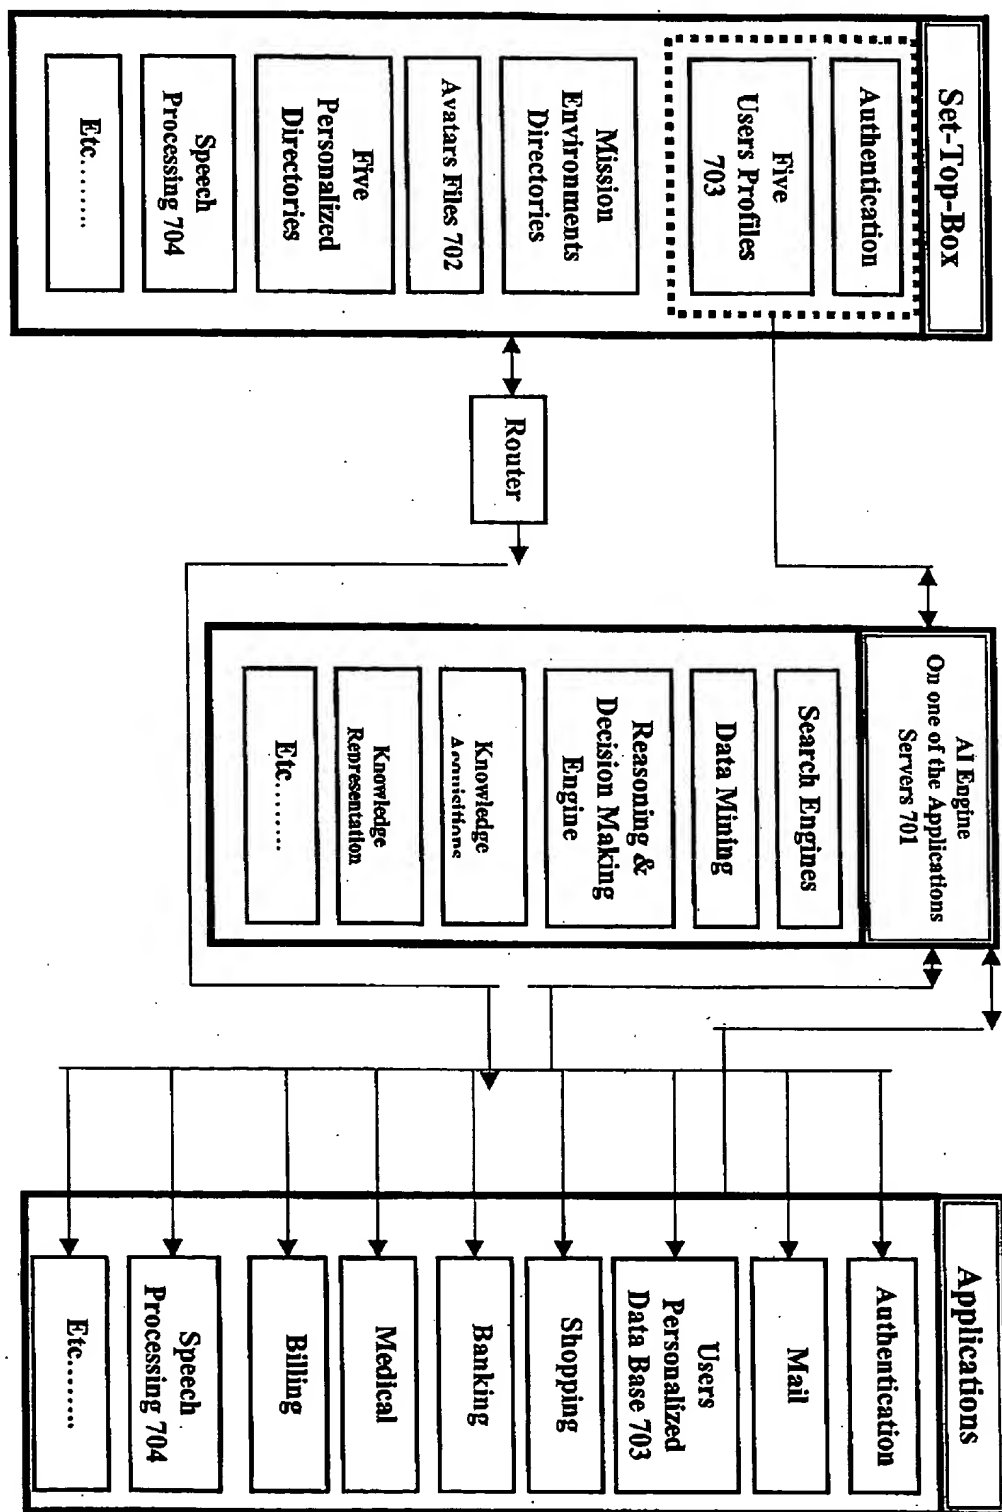 Set-Top-Box
Authentication
Five
Users Profiles
703
Mission
Environments
Directories
Avatars Files 702
Five
Personalized
Directories
Speech
Processing 704
Etc.........
Router
AI Engine
On one of the Applications
Servers 701
Search Engines
Data Mining
Reasoning &
Decision Making
Engine
Knowledge
Acquisitions
Knowledge
Representation
Etc.........
Applications
Authentication
Mail
Users
Personalized
Data Base 703
Shopping
Banking
Medical
Billing
Speech
Processing 704
Etc........